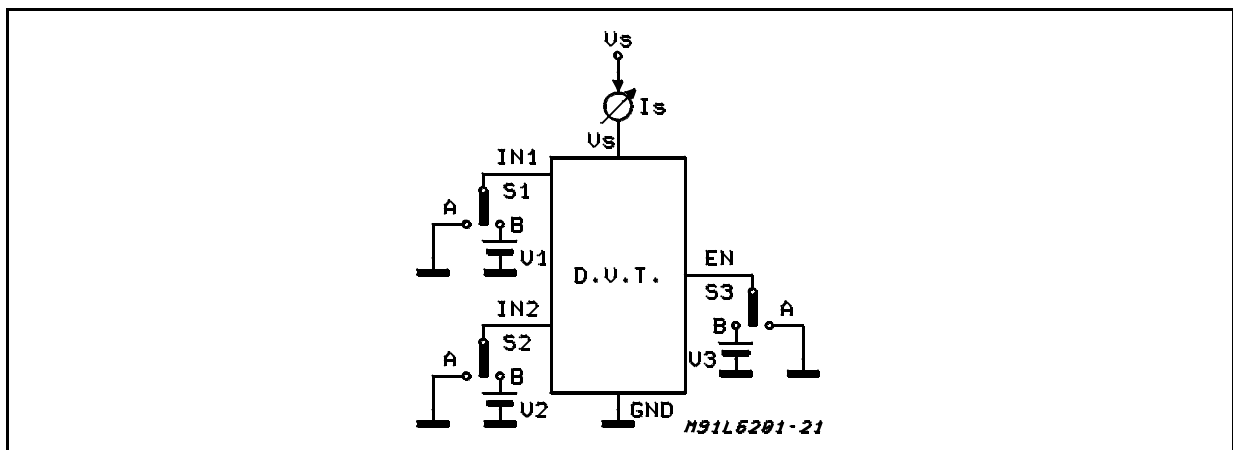 Vs
Is
Vs
IN1
S1
A
B
V1
D.U.T.
EN
S3
A
B
V3
IN2
S2
A
B
V2
GND
M91L6201-21